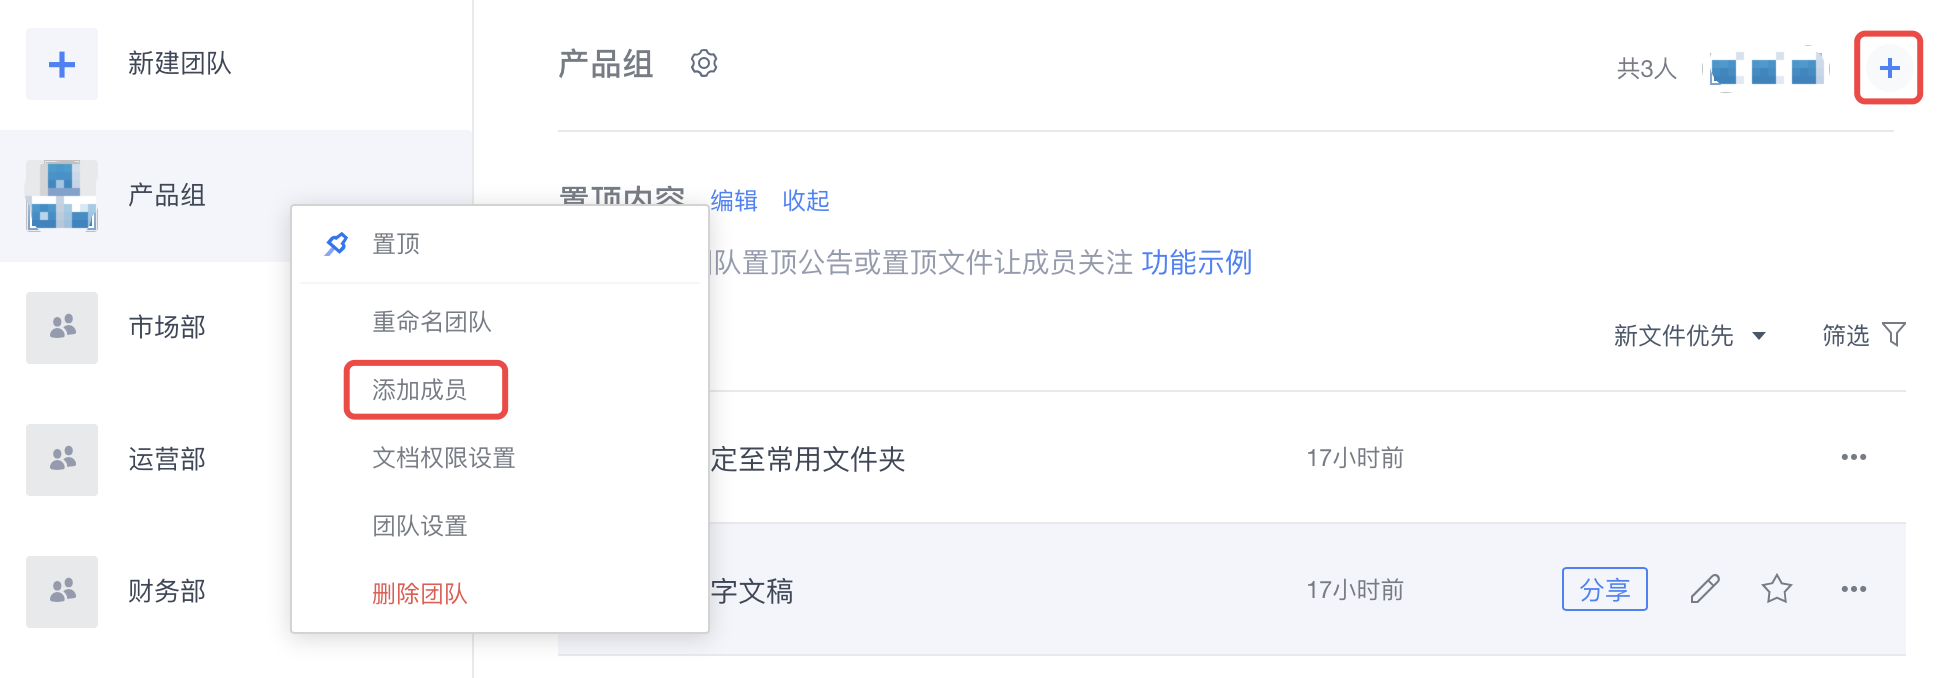 新建团队
产品组
市场部
运营部
财务部
置顶
重命名团队
添加成员
文档权限设置
团队设置
删除团队
产品组
共3人
置顶内容 编辑 收起
队置顶公告或置顶文件让成员关注 功能示例
新文件优先 筛选
定至常用文件夹 17小时前
字文稿 17小时前 分享